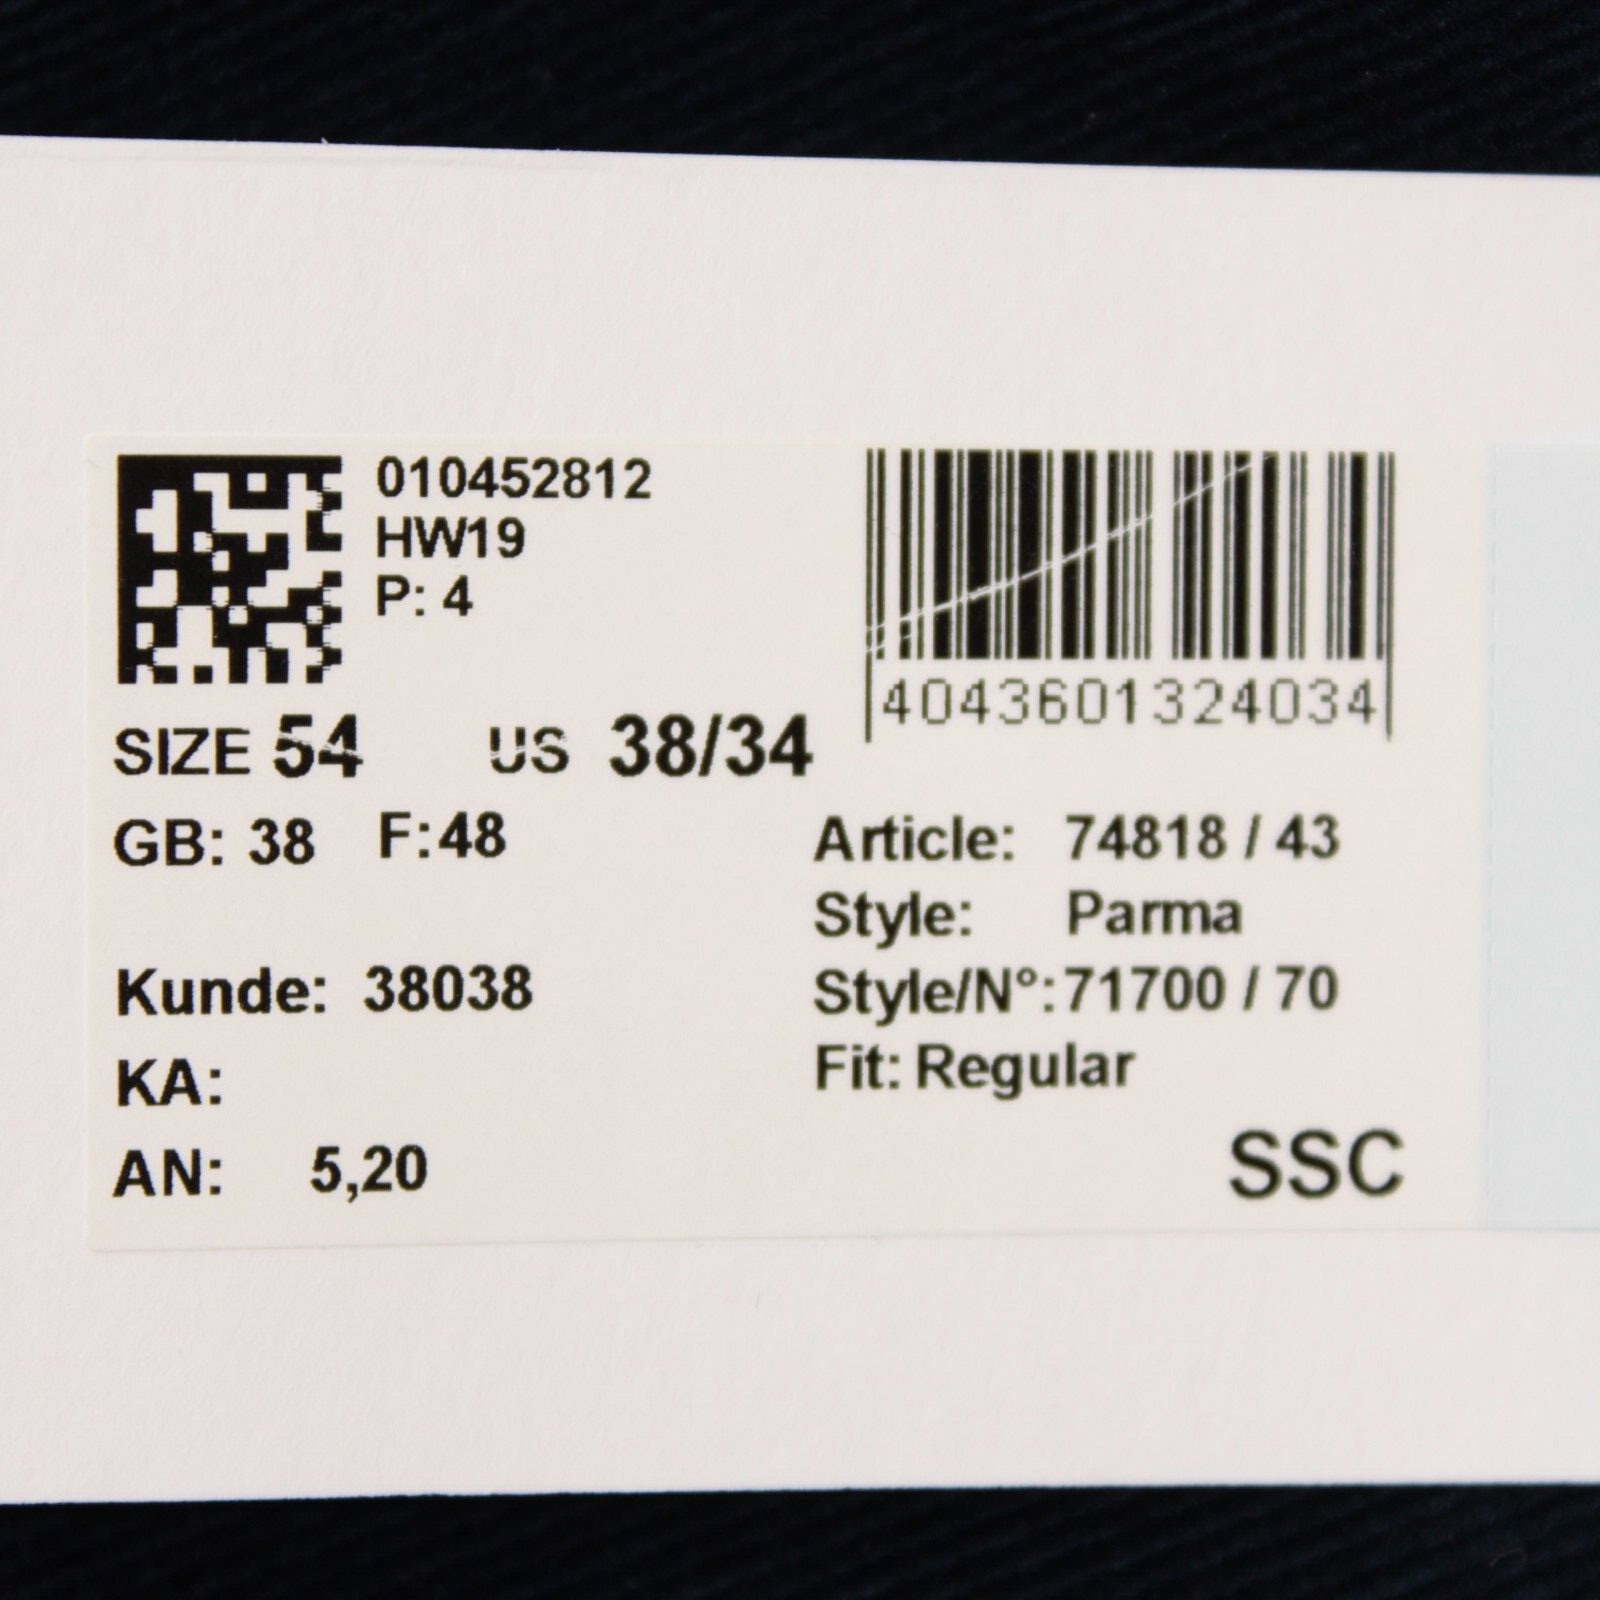 010452812
HW19
P: 4
4043601324034
SIZE 54 US 38/34
GB: 38 F:48
Article: 74818 / 43
Style: Parma
Kunde: 38038
Style/N°:71700 / 70
KA:
Fit: Regular
AN: 5,20
SSC